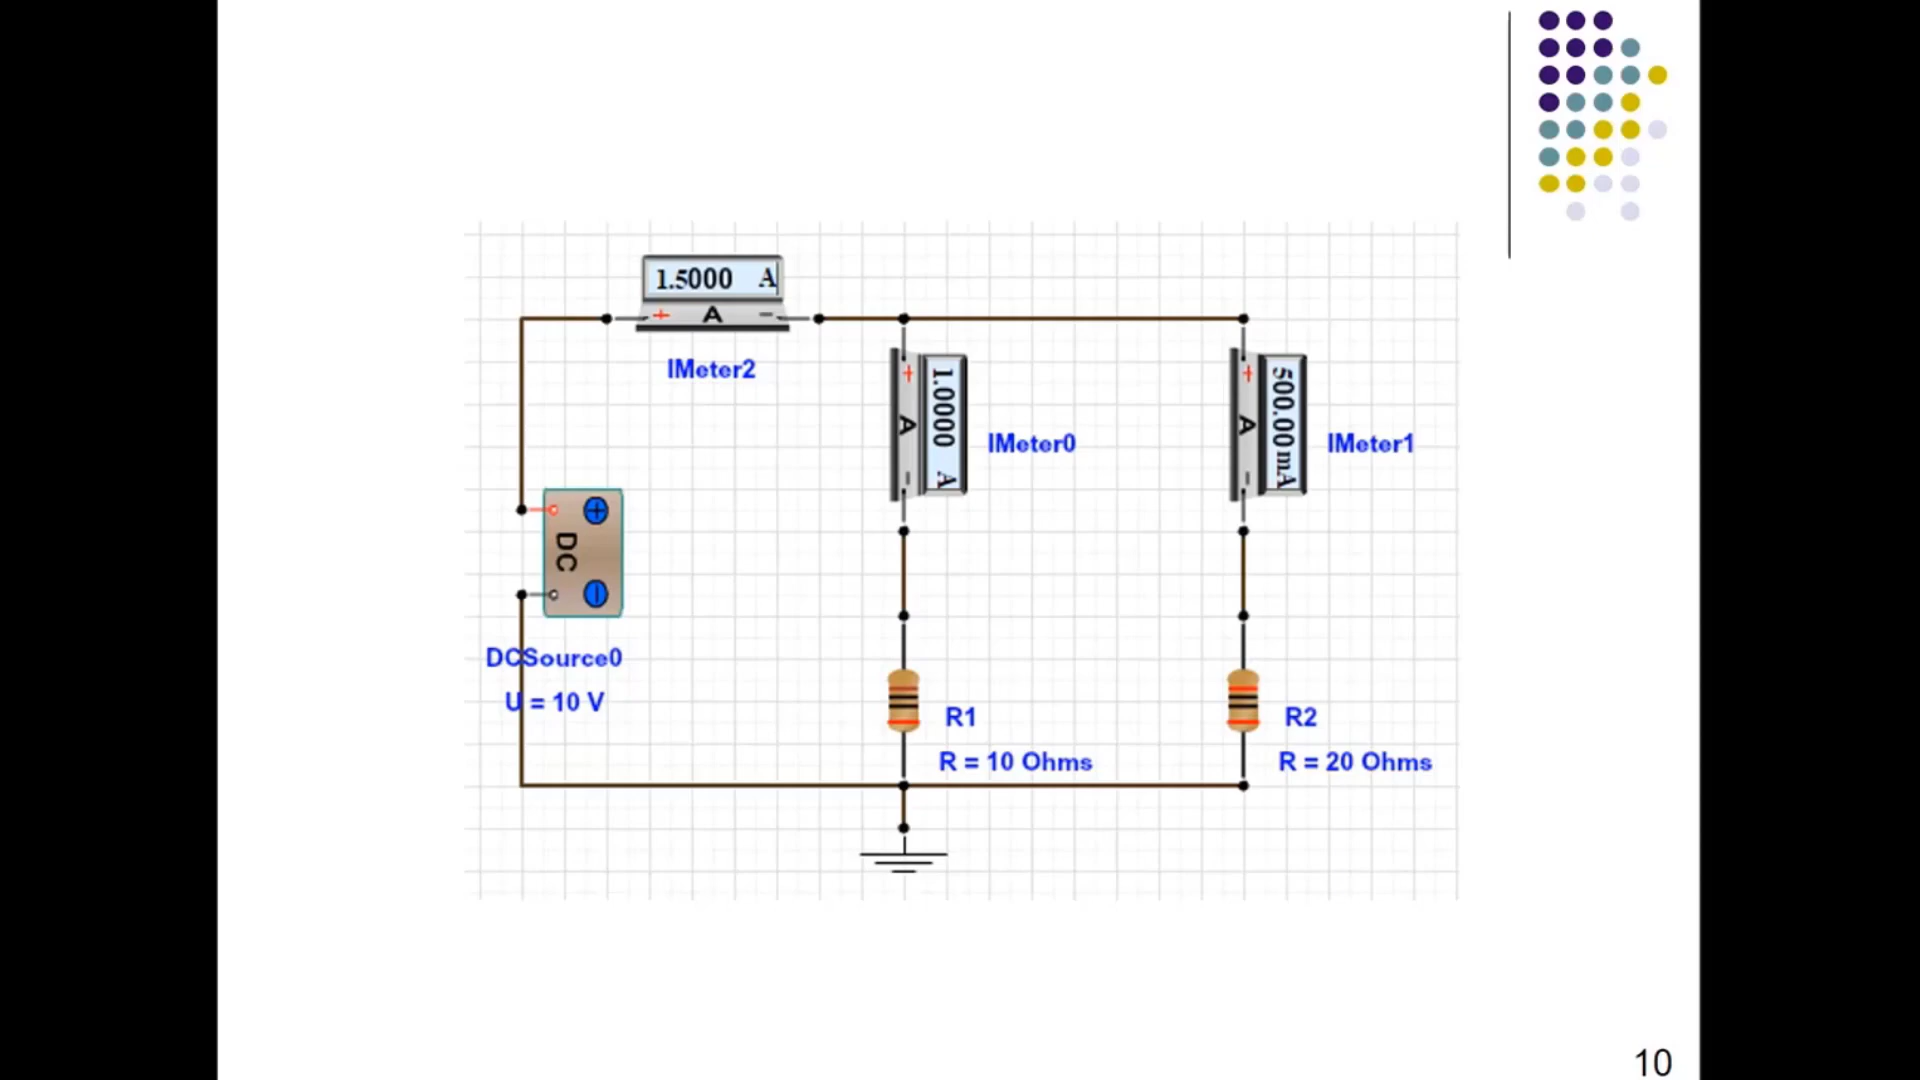 1.5000 A
+ A −
IMeter2
+ A −
1.0000 A
IMeter0
+ A −
500.00mA
IMeter1
DC
DCSource0
U = 10 V
R1
R = 10 Ohms
R2
R = 20 Ohms
10